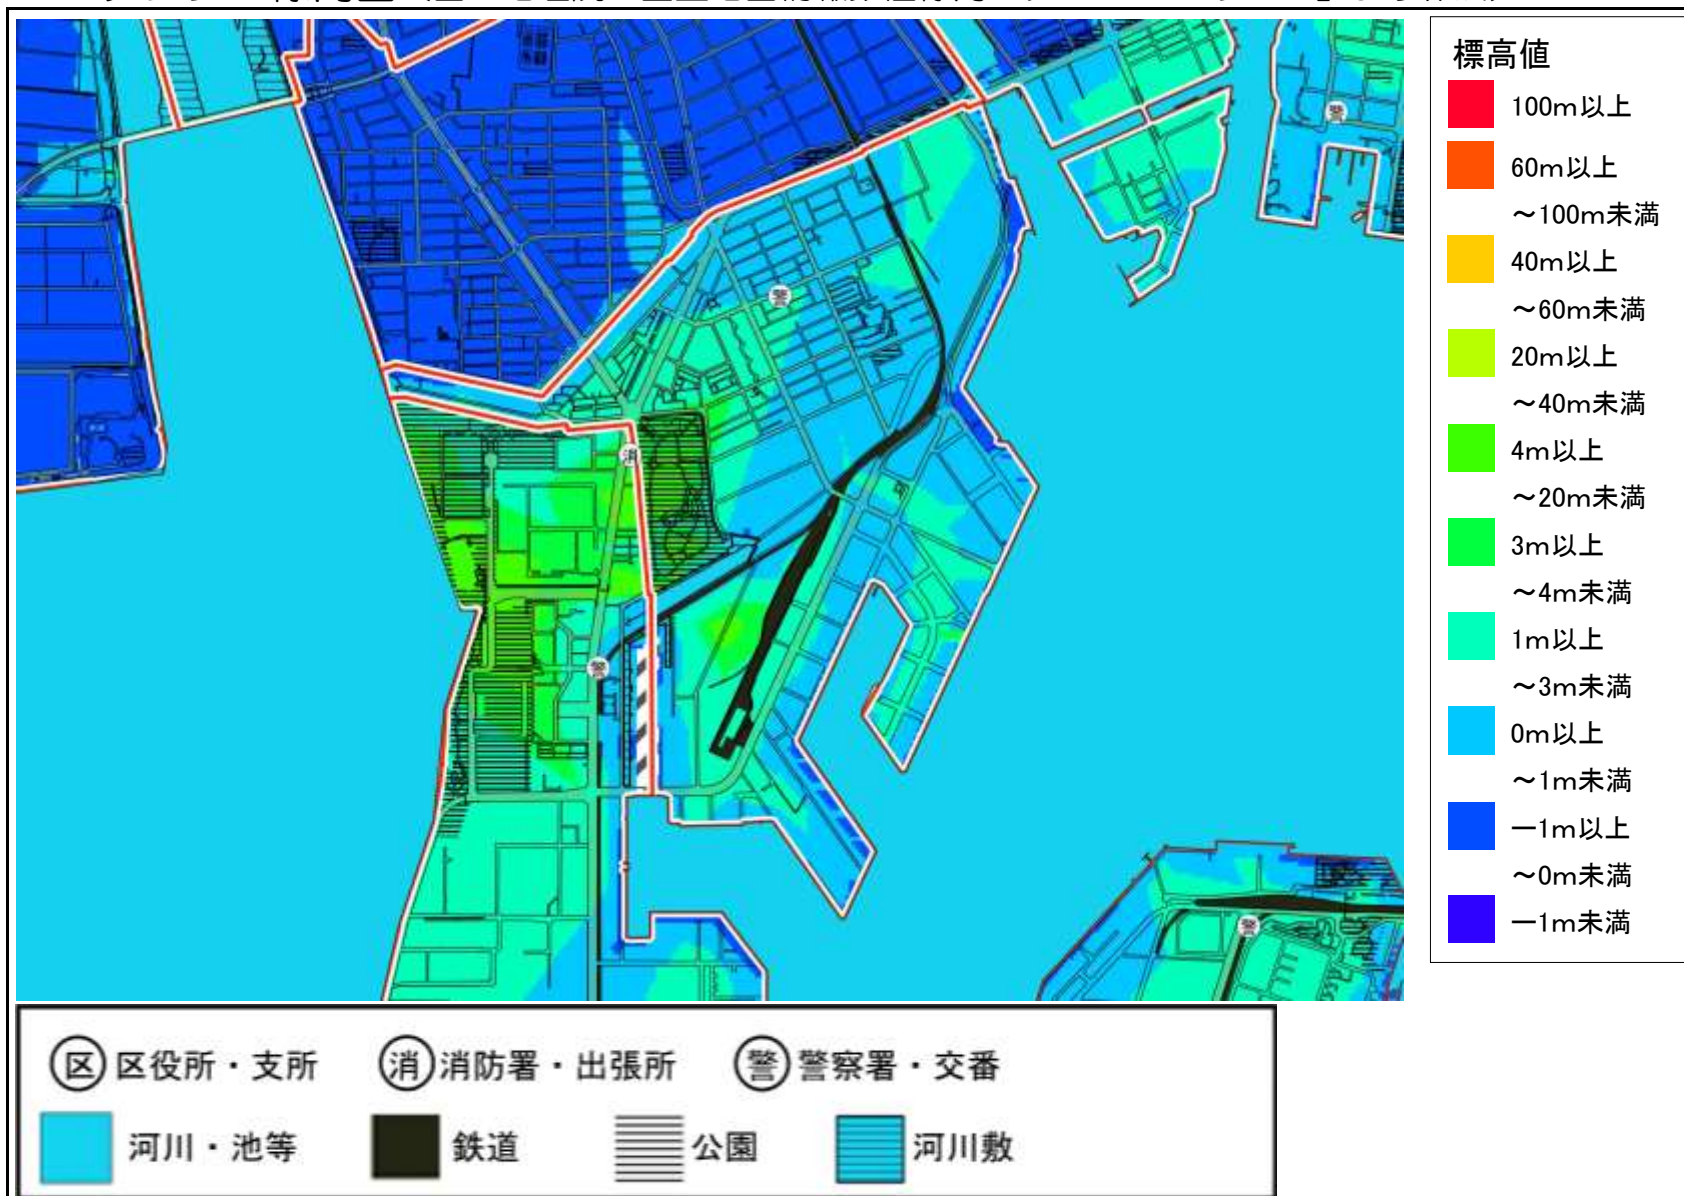 標高値
100m以上
60m以上
～100m未満
40m以上
～60m未満
20m以上
～40m未満
4m以上
～20m未満
3m以上
～4m未満
1m以上
～3m未満
0m以上
～1m未満
－1m以上
～0m未満
－1m未満
警
警
消
警
警
区 区役所・支所 消 消防署・出張所 警 警察署・交番
河川・池等 鉄道 公園 河川敷